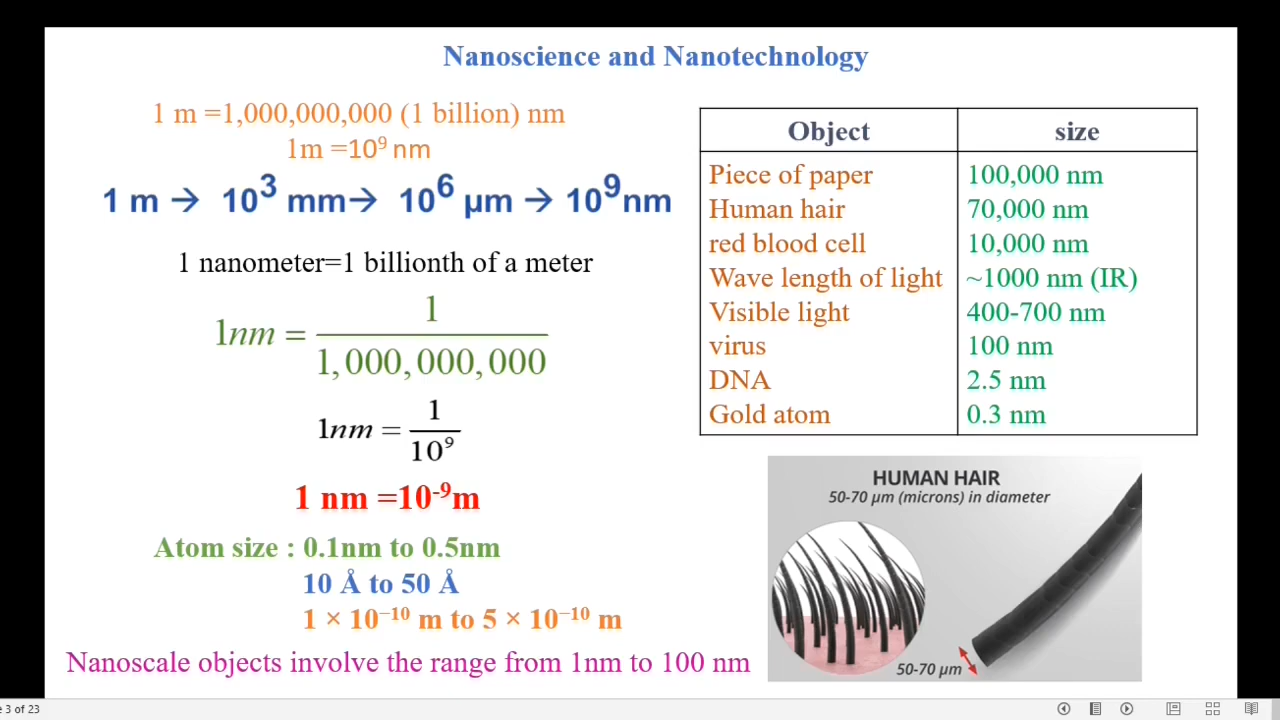 Nanoscience and Nanotechnology
1 m =1,000,000,000 (1 billion) nm
1m =10⁹ nm
1 m → 10³ mm→ 10⁶ µm → 10⁹nm
1 nanometer=1 billionth of a meter
1nm = 1/1,000,000,000
1nm = 1/10⁹
1 nm =10⁻⁹m
Atom size : 0.1nm to 0.5nm
10 Å to 50 Å
1 × 10⁻¹⁰ m to 5 × 10⁻¹⁰ m
Nanoscale objects involve the range from 1nm to 100 nm
Object size
Piece of paper 100,000 nm
Human hair 70,000 nm
red blood cell 10,000 nm
Wave length of light ~1000 nm (IR)
Visible light 400-700 nm
virus 100 nm
DNA 2.5 nm
Gold atom 0.3 nm
HUMAN HAIR
50-70 µm (microns) in diameter
50-70 µm
3 of 23